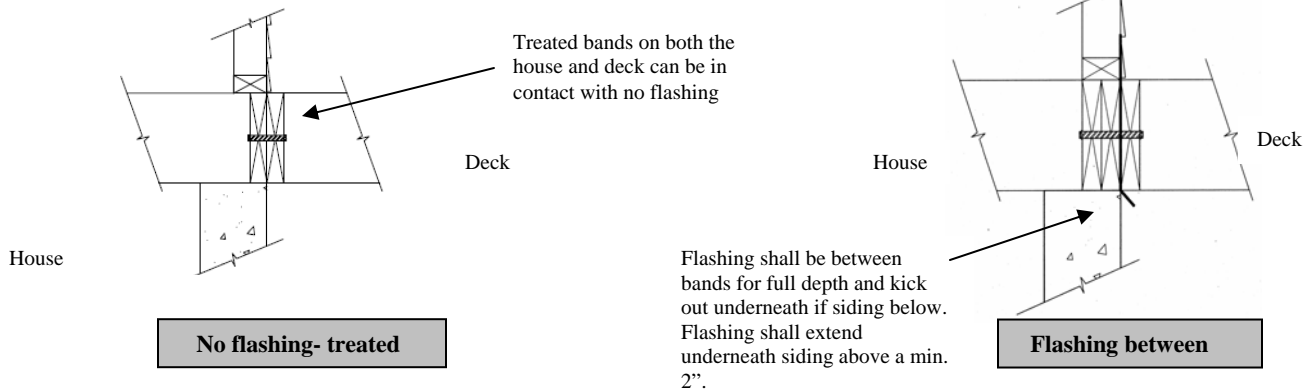 Treated bands on both the
house and deck can be in
contact with no flashing
Deck
House
No flashing- treated
House
Deck
Flashing shall be between
bands for full depth and kick
out underneath if siding below.
Flashing shall extend
underneath siding above a min.
2”.
Flashing between